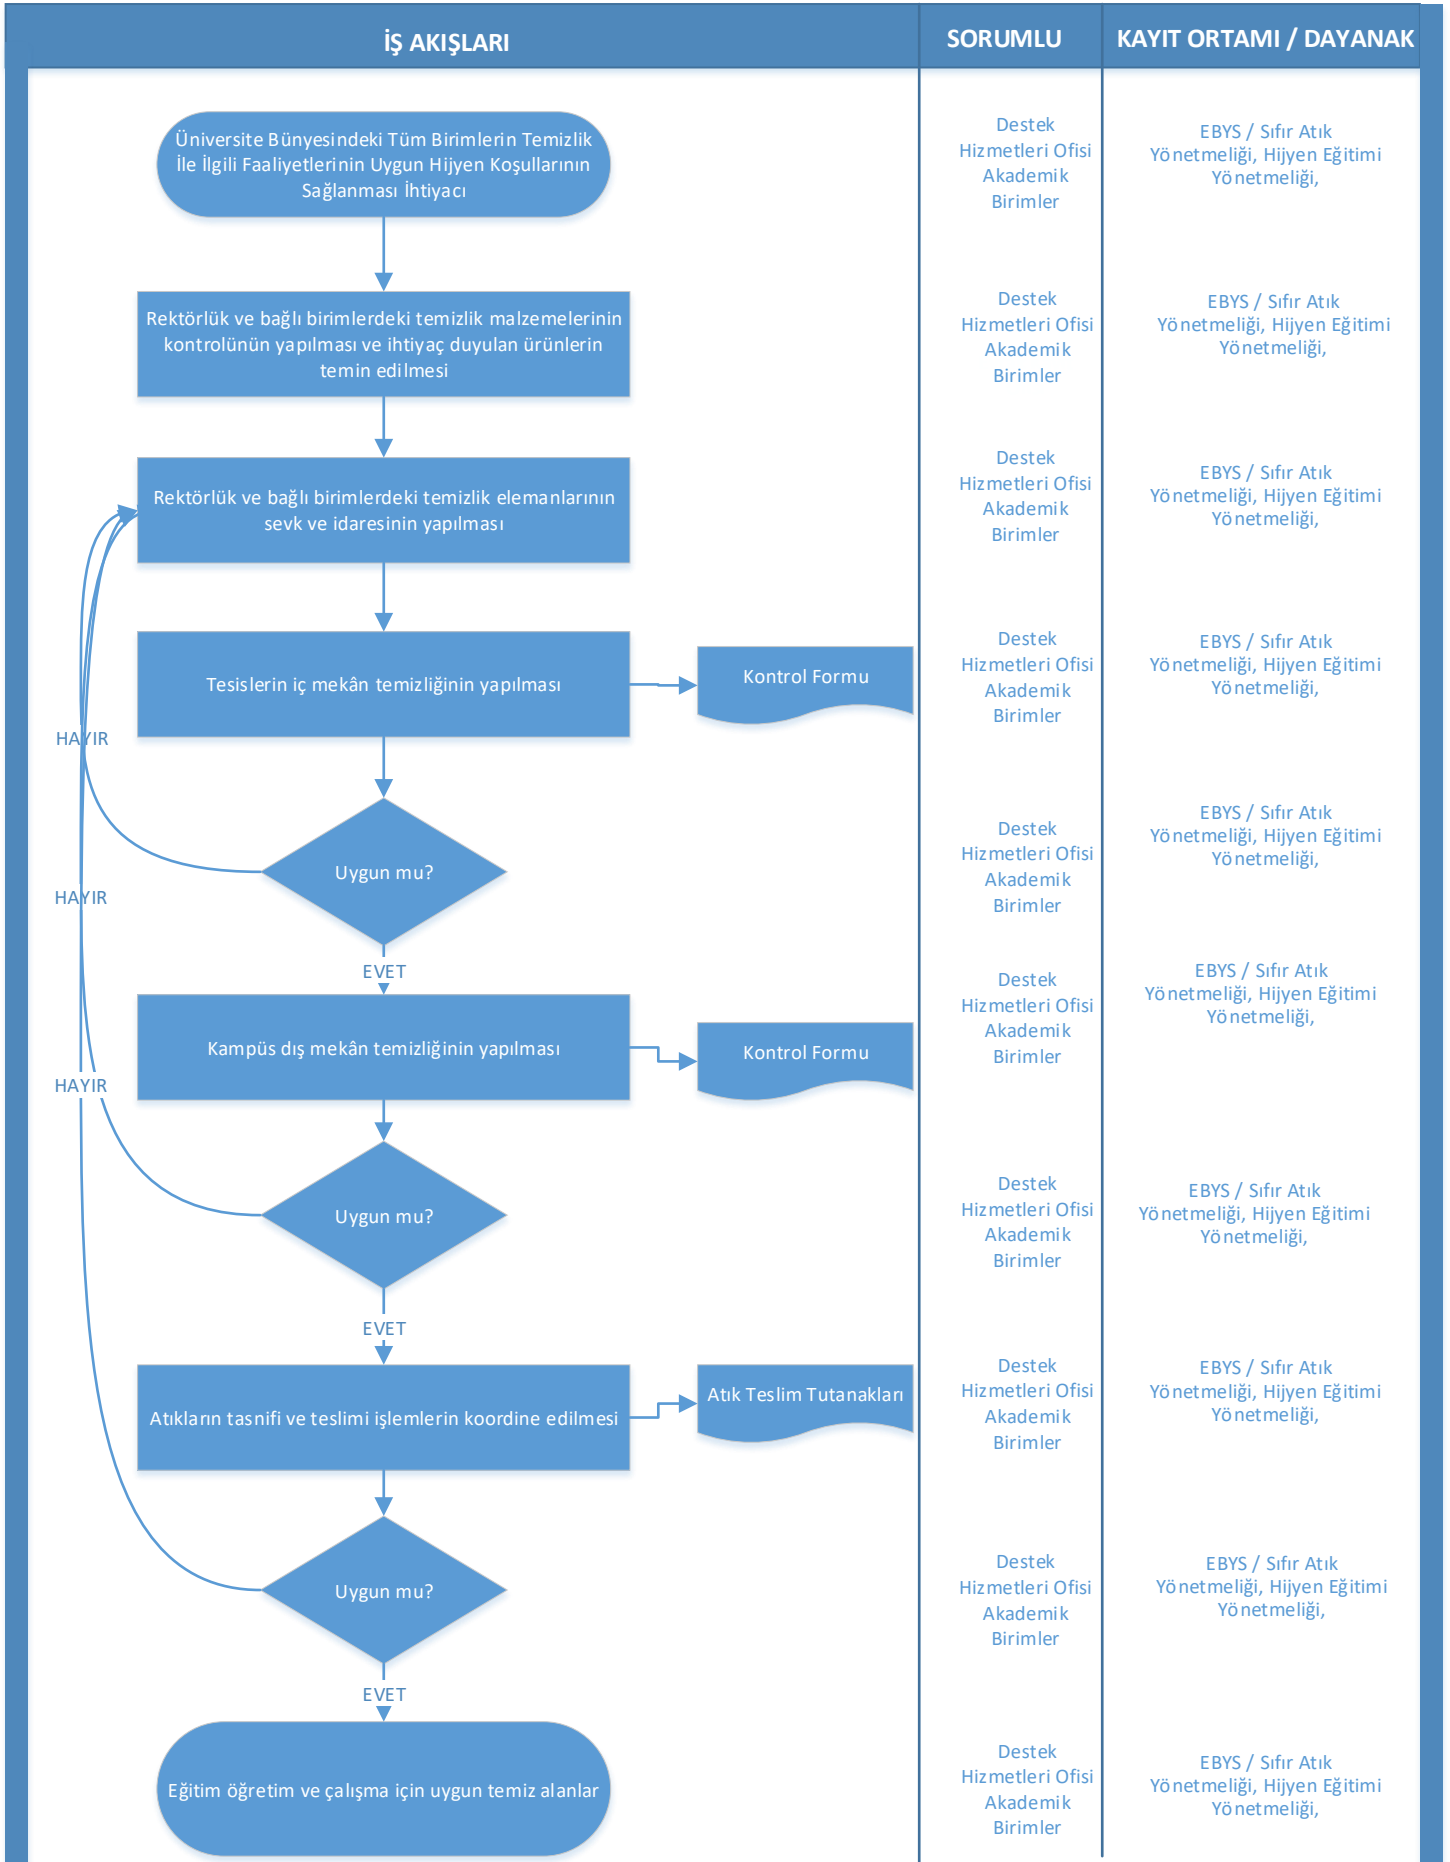 İŞ AKIŞLARI
SORUMLU
KAYIT ORTAMI / DAYANAK
Üniversite Bünyesindeki Tüm Birimlerin Temizlik
İle İlgili Faaliyetlerinin Uygun Hijyen Koşullarının
Sağlanması İhtiyacı
Destek
Hizmetleri Ofisi
Akademik
Birimler
EBYS / Sıfır Atık
Yönetmeliği, Hijyen Eğitimi
Yönetmeliği,
Rektörlük ve bağlı birimlerdeki temizlik malzemelerinin
kontrolünün yapılması ve ihtiyaç duyulan ürünlerin
temin edilmesi
Destek
Hizmetleri Ofisi
Akademik
Birimler
EBYS / Sıfır Atık
Yönetmeliği, Hijyen Eğitimi
Yönetmeliği,
Rektörlük ve bağlı birimlerdeki temizlik elemanlarının
sevk ve idaresinin yapılması
Destek
Hizmetleri Ofisi
Akademik
Birimler
EBYS / Sıfır Atık
Yönetmeliği, Hijyen Eğitimi
Yönetmeliği,
Tesislerin iç mekân temizliğinin yapılması
Kontrol Formu
Destek
Hizmetleri Ofisi
Akademik
Birimler
EBYS / Sıfır Atık
Yönetmeliği, Hijyen Eğitimi
Yönetmeliği,
HAYIR
Uygun mu?
Destek
Hizmetleri Ofisi
Akademik
Birimler
EBYS / Sıfır Atık
Yönetmeliği, Hijyen Eğitimi
Yönetmeliği,
HAYIR
EVET
Kampüs dış mekân temizliğinin yapılması
Kontrol Formu
Destek
Hizmetleri Ofisi
Akademik
Birimler
EBYS / Sıfır Atık
Yönetmeliği, Hijyen Eğitimi
Yönetmeliği,
HAYIR
Uygun mu?
Destek
Hizmetleri Ofisi
Akademik
Birimler
EBYS / Sıfır Atık
Yönetmeliği, Hijyen Eğitimi
Yönetmeliği,
EVET
Atıkların tasnifi ve teslimi işlemlerin koordine edilmesi
Atık Teslim Tutanakları
Destek
Hizmetleri Ofisi
Akademik
Birimler
EBYS / Sıfır Atık
Yönetmeliği, Hijyen Eğitimi
Yönetmeliği,
Uygun mu?
Destek
Hizmetleri Ofisi
Akademik
Birimler
EBYS / Sıfır Atık
Yönetmeliği, Hijyen Eğitimi
Yönetmeliği,
EVET
Eğitim öğretim ve çalışma için uygun temiz alanlar
Destek
Hizmetleri Ofisi
Akademik
Birimler
EBYS / Sıfır Atık
Yönetmeliği, Hijyen Eğitimi
Yönetmeliği,